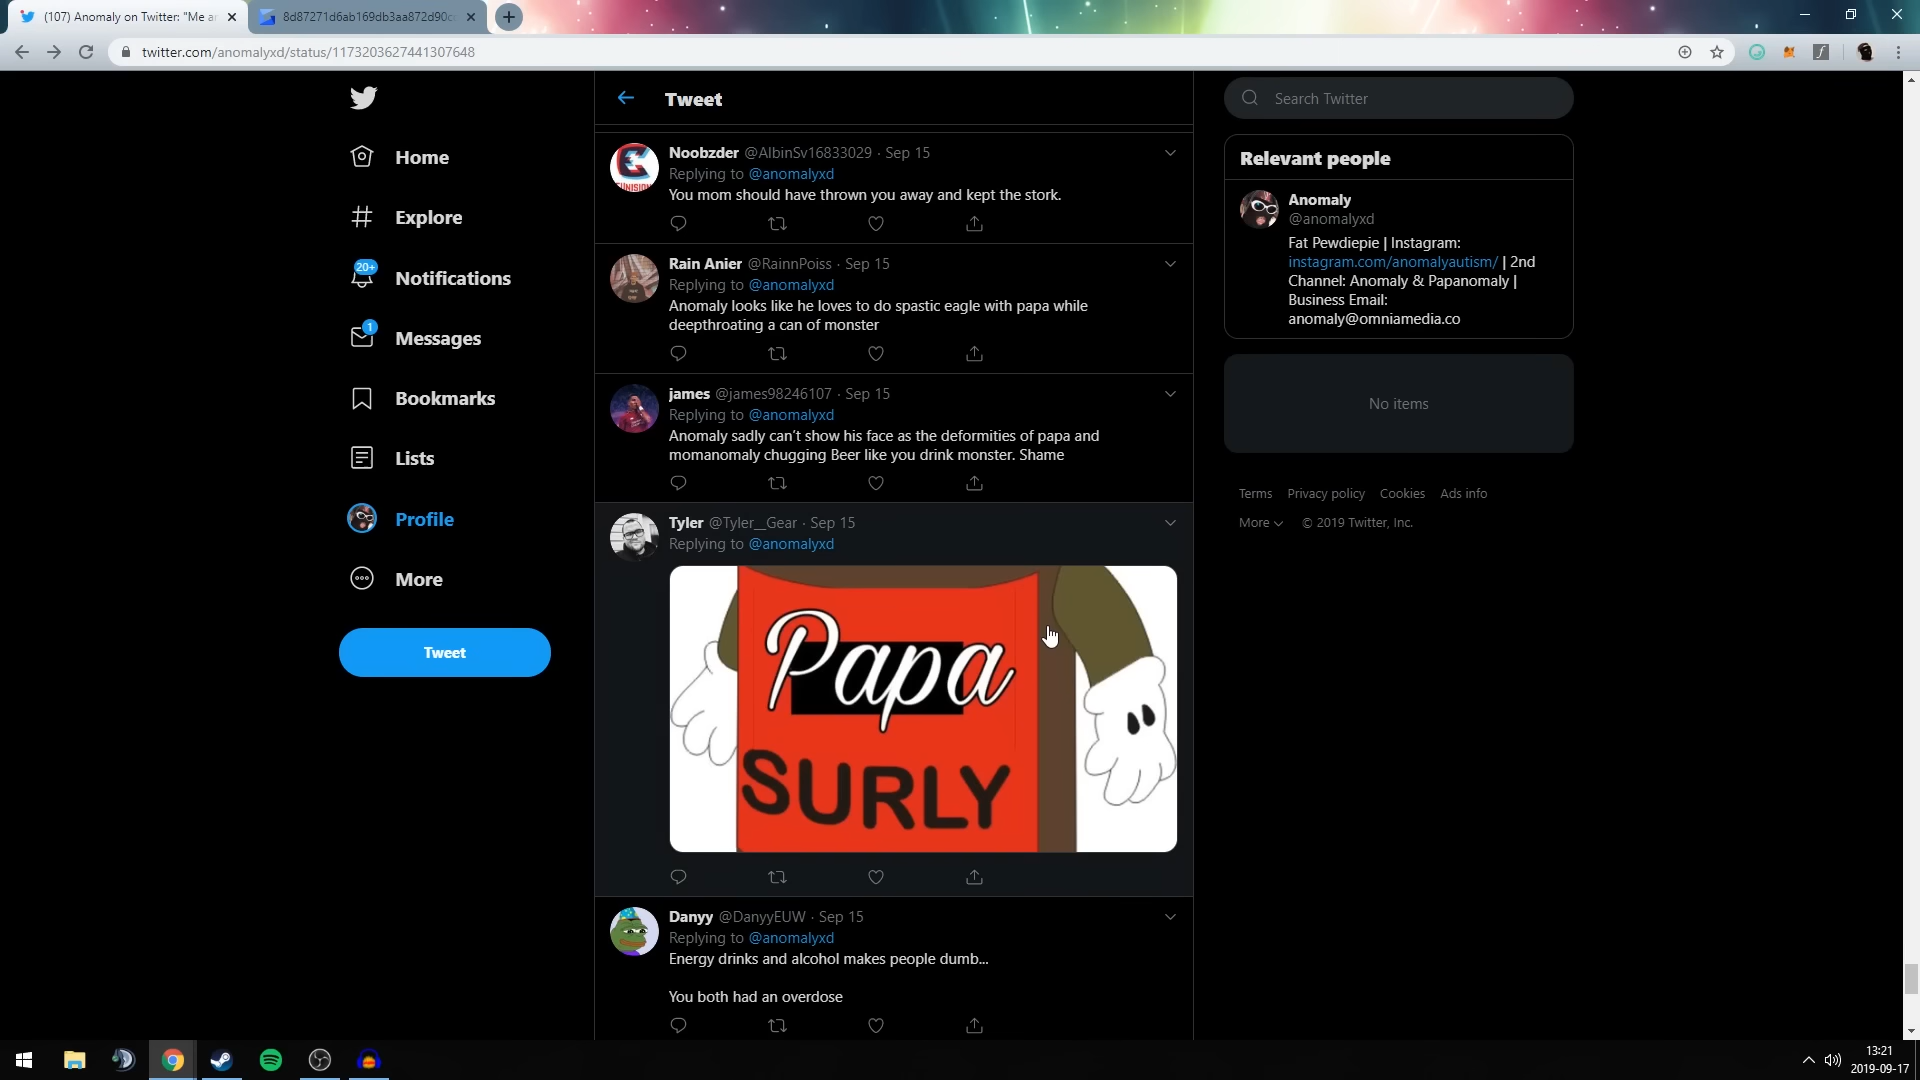 (107) Anomaly on Twitter: "Me a
8d87271d6ab169db3aa872d90c
twitter.com/anomalyxd/status/1173203627441307648
Home
Explore
20+
Notifications
1
Messages
Bookmarks
Lists
Profile
More
Tweet
Tweet
Noobzder @AlbinSv16833029 · Sep 15
Replying to @anomalyxd
You mom should have thrown you away and kept the stork.
Rain Anier @RainnPoiss · Sep 15
Replying to @anomalyxd
Anomaly looks like he loves to do spastic eagle with papa while
deepthroating a can of monster
james @james98246107 · Sep 15
Replying to @anomalyxd
Anomaly sadly can't show his face as the deformities of papa and
momanomaly chugging Beer like you drink monster. Shame
Tyler @Tyler__Gear · Sep 15
Replying to @anomalyxd
Papa
SURLY
Danyy @DanyyEUW · Sep 15
Replying to @anomalyxd
Energy drinks and alcohol makes people dumb...
You both had an overdose
Search Twitter
Relevant people
Anomaly
@anomalyxd
Fat Pewdiepie | Instagram:
instagram.com/anomalyautism/ | 2nd
Channel: Anomaly & Papanomaly |
Business Email:
anomaly@omniamedia.co
No items
Terms Privacy policy Cookies Ads info
More © 2019 Twitter, Inc.
13:21
2019-09-17